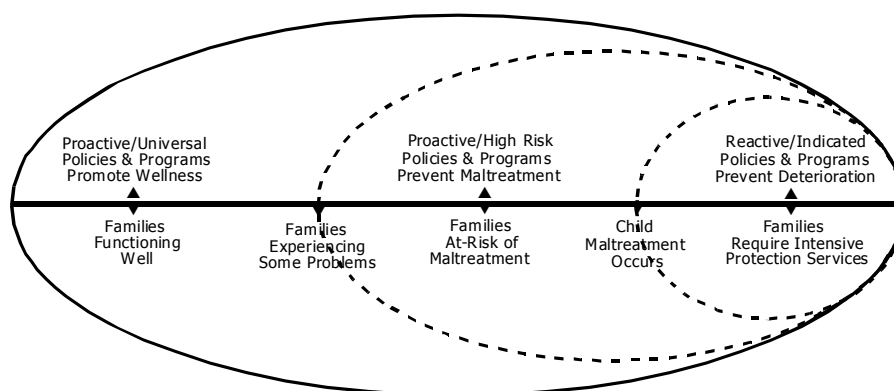 Proactive/Universal
Policies & Programs
Promote Wellness
Proactive/High Risk
Policies & Programs
Prevent Maltreatment
Reactive/Indicated
Policies & Programs
Prevent Deterioration
Families
Functioning
Well
Families
Experiencing
Some Problems
Families
At-Risk of
Maltreatment
Child
Maltreatment
Occurs
Families
Require Intensive
Protection Services